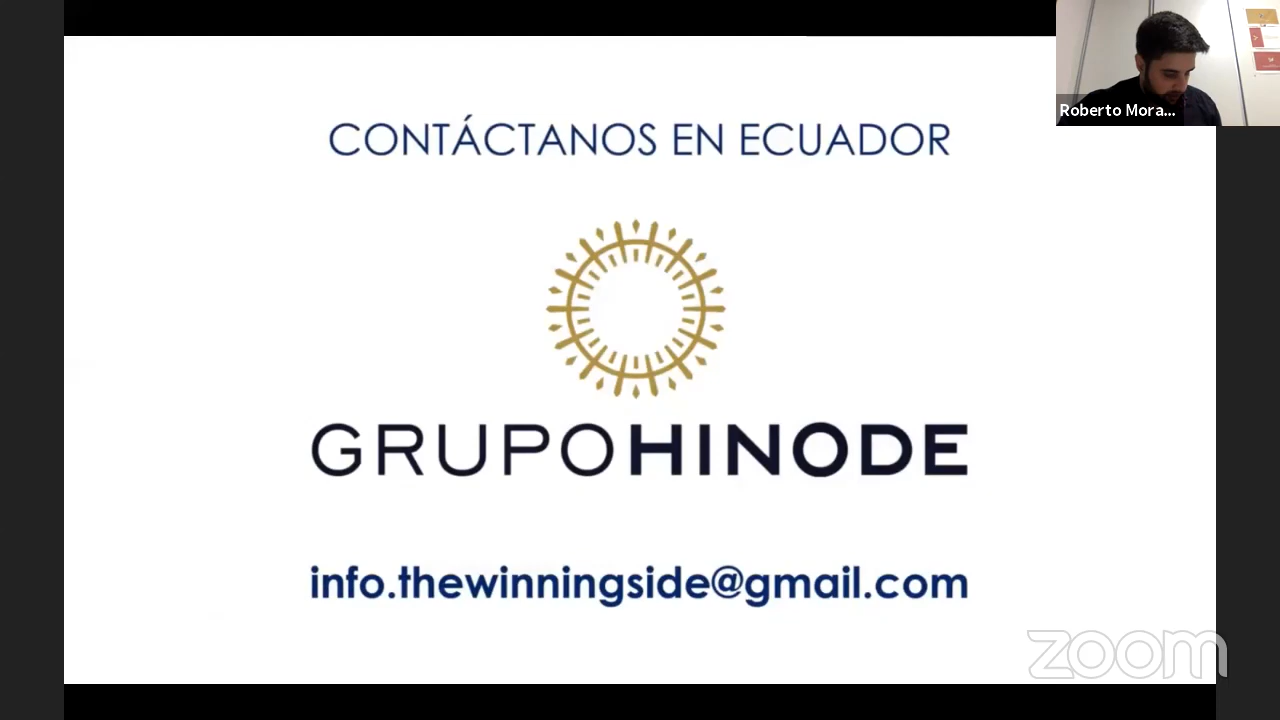 CONTÁCTANOS EN ECUADOR
GRUPOHINODE
info.thewinningside@gmail.com
Roberto Mora...
zoom